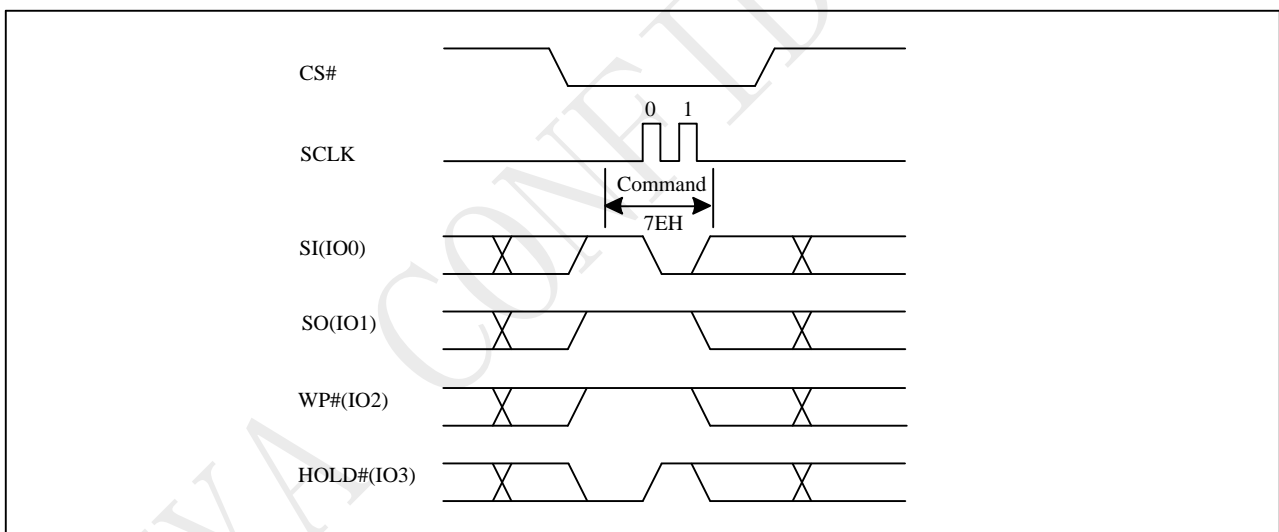 CS#
0 1
SCLK
Command
7EH
SI(IO0)
SO(IO1)
WP#(IO2)
HOLD#(IO3)